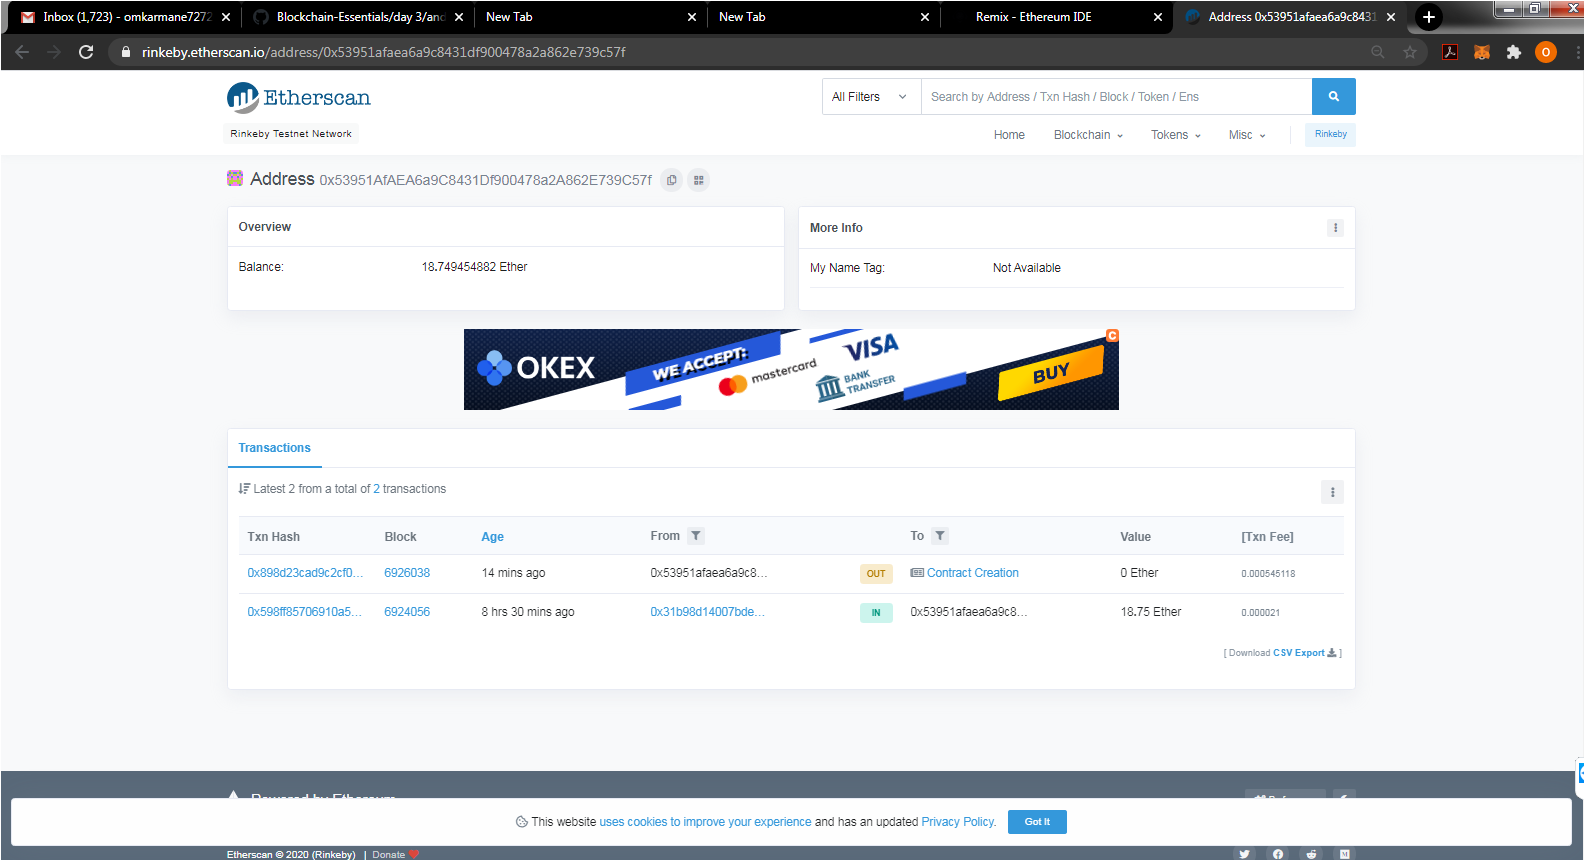 Inbox (1,723) - omkarmane7272
Blockchain-Essentials/day 3/and
New Tab
New Tab
Remix - Ethereum IDE
Address 0x53951afaea6a9c8431
rinkeby.etherscan.io/address/0x53951afaea6a9c8431df900478a2a862e739c57f
O
Etherscan
All Filters
Search by Address / Txn Hash / Block / Token / Ens
Rinkeby Testnet Network
Home Blockchain Tokens Misc Rinkeby
Address 0x53951AfAEA6a9C8431Df900478a2A862E739C57f
Overview
Balance: 18.749454882 Ether
More Info
My Name Tag: Not Available
OKEX
WE ACCEPT:
mastercard
VISA
BANK
TRANSFER
BUY
C
Transactions
Latest 2 from a total of 2 transactions
Txn Hash Block Age From To Value [Txn Fee]
0x898d23cad9c2cf0... 6926038 14 mins ago 0x53951afaea6a9c8... OUT Contract Creation 0 Ether 0.000545118
0x598ff85706910a5... 6924056 8 hrs 30 mins ago 0x31b98d14007bde... IN 0x53951afaea6a9c8... 18.75 Ether 0.000021
[ Download CSV Export ]
Powered by Ethereum
This website uses cookies to improve your experience and has an updated Privacy Policy. Got It
Etherscan © 2020 (Rinkeby) | Donate